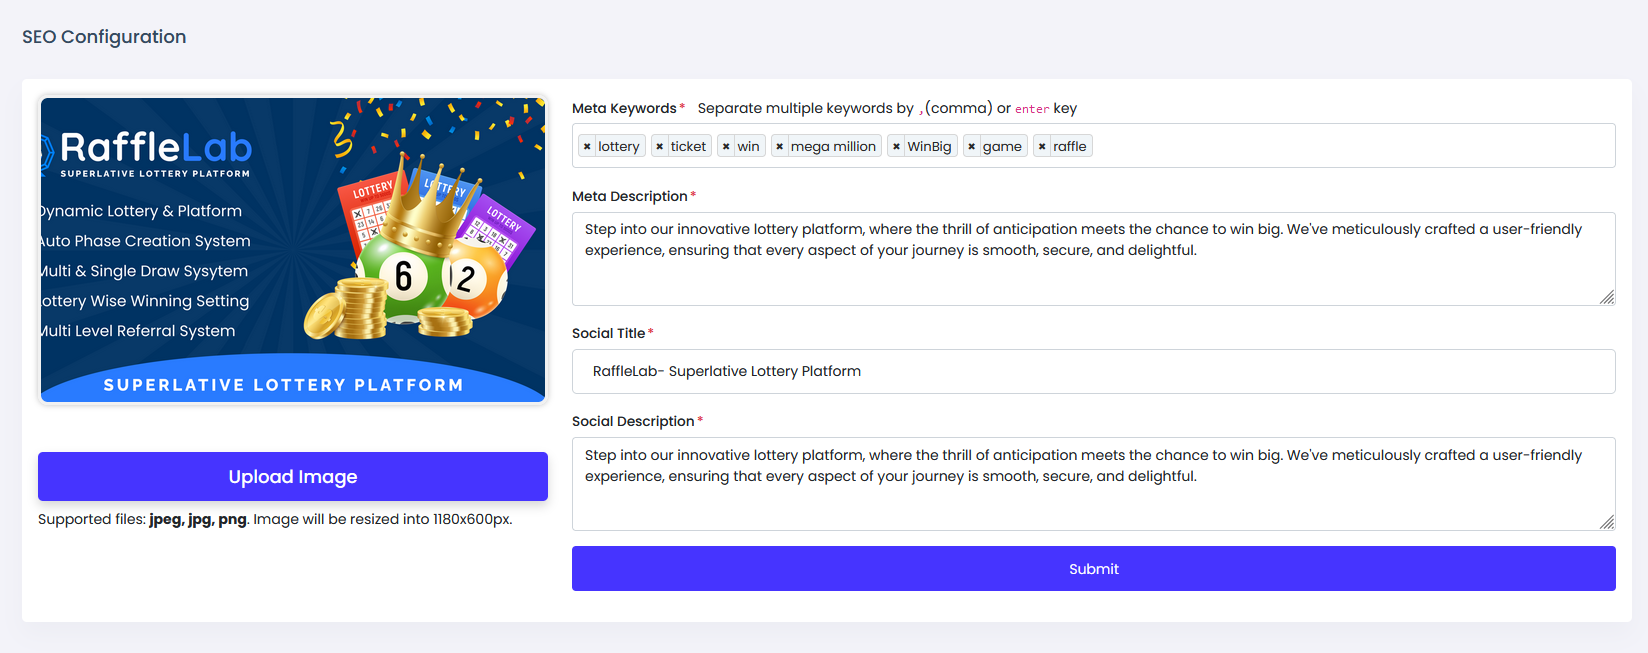 SEO Configuration
RaffleLab
SUPERLATIVE LOTTERY PLATFORM
Dynamic Lottery & Platform
Auto Phase Creation System
Multi & Single Draw Sysytem
Lottery Wise Winning Setting
Multi Level Referral System
LOTTERY
LOTTERY
LOTTERY
6
2
SUPERLATIVE LOTTERY PLATFORM
Upload Image
Supported files: jpeg, jpg, png. Image will be resized into 1180x600px.
Meta Keywords * Separate multiple keywords by ,(comma) or enter key
× lottery × ticket × win × mega million × WinBig × game × raffle
Meta Description *
Step into our innovative lottery platform, where the thrill of anticipation meets the chance to win big. We've meticulously crafted a user-friendly
experience, ensuring that every aspect of your journey is smooth, secure, and delightful.
Social Title *
RaffleLab- Superlative Lottery Platform
Social Description *
Step into our innovative lottery platform, where the thrill of anticipation meets the chance to win big. We've meticulously crafted a user-friendly
experience, ensuring that every aspect of your journey is smooth, secure, and delightful.
Submit